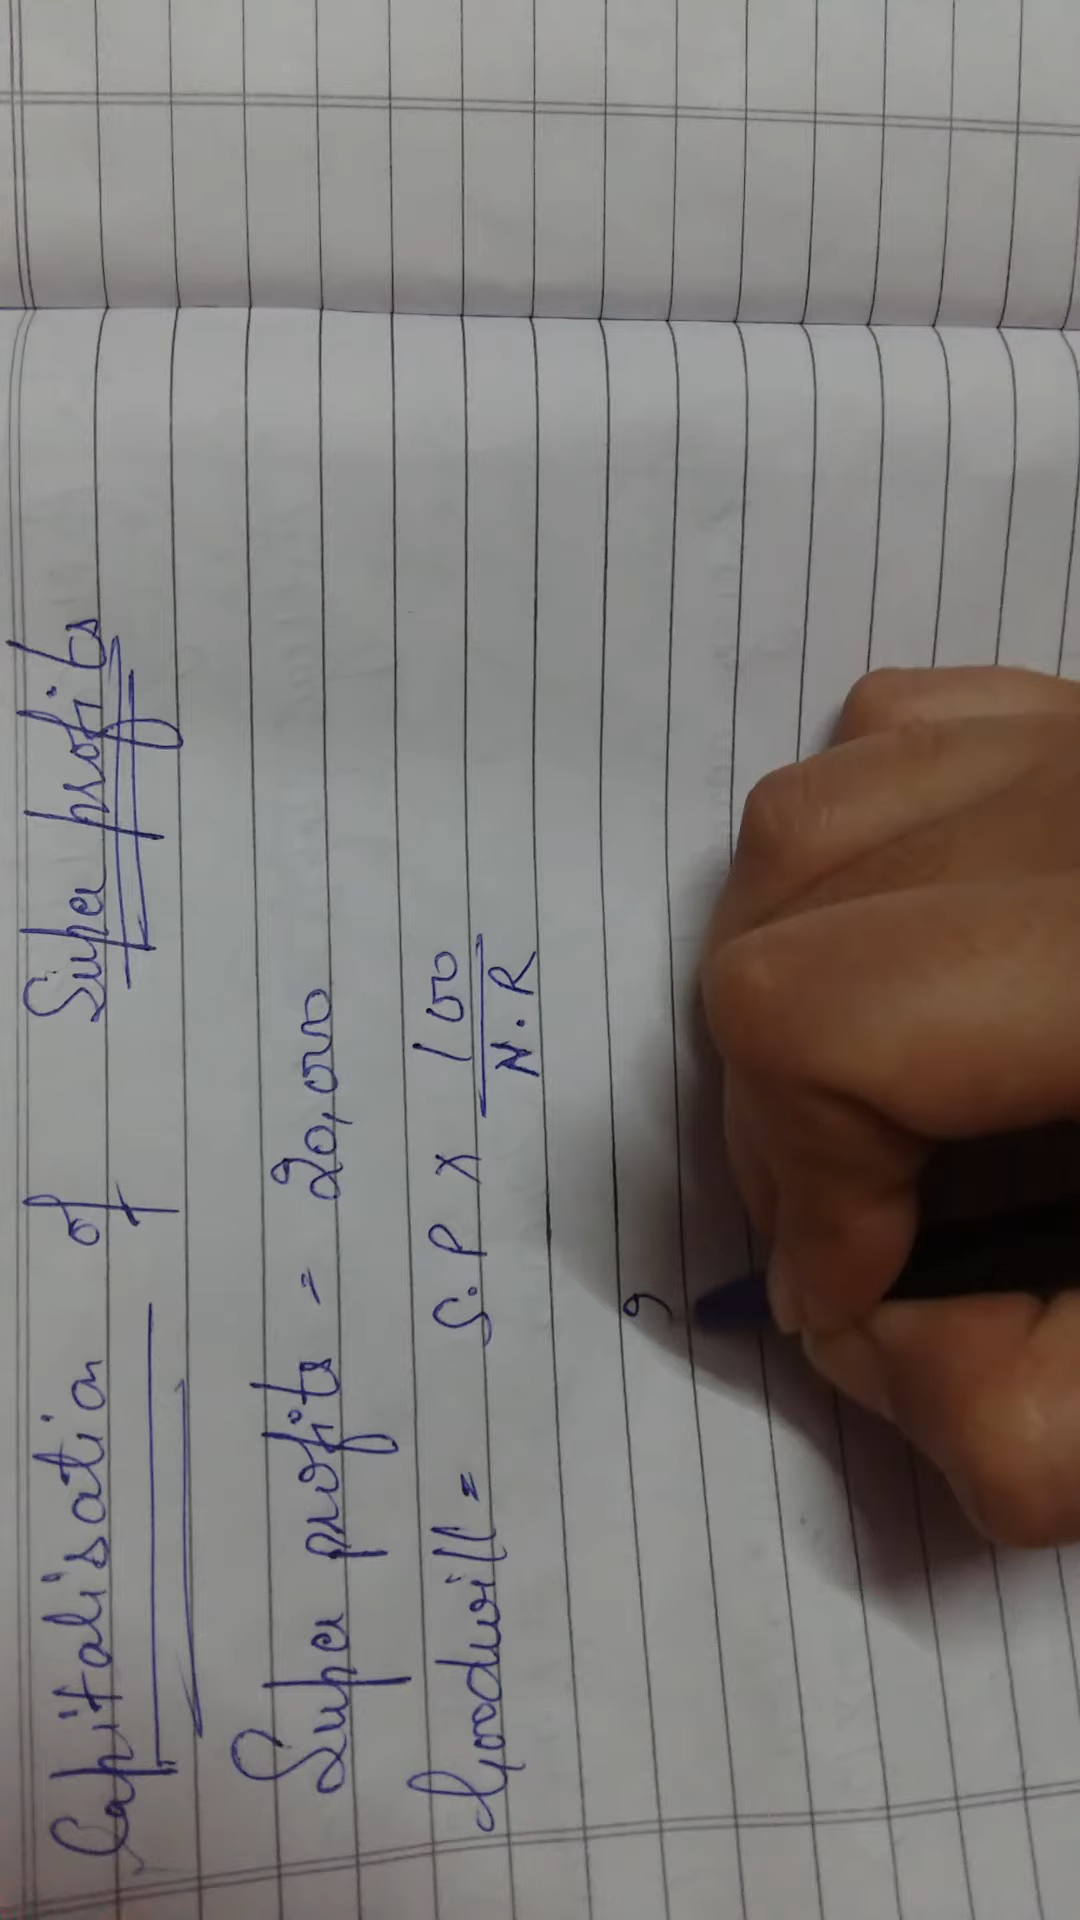 Capitalisation of Super profits
Super profits = 20,000
Goodwill = S.P X 100
N.R